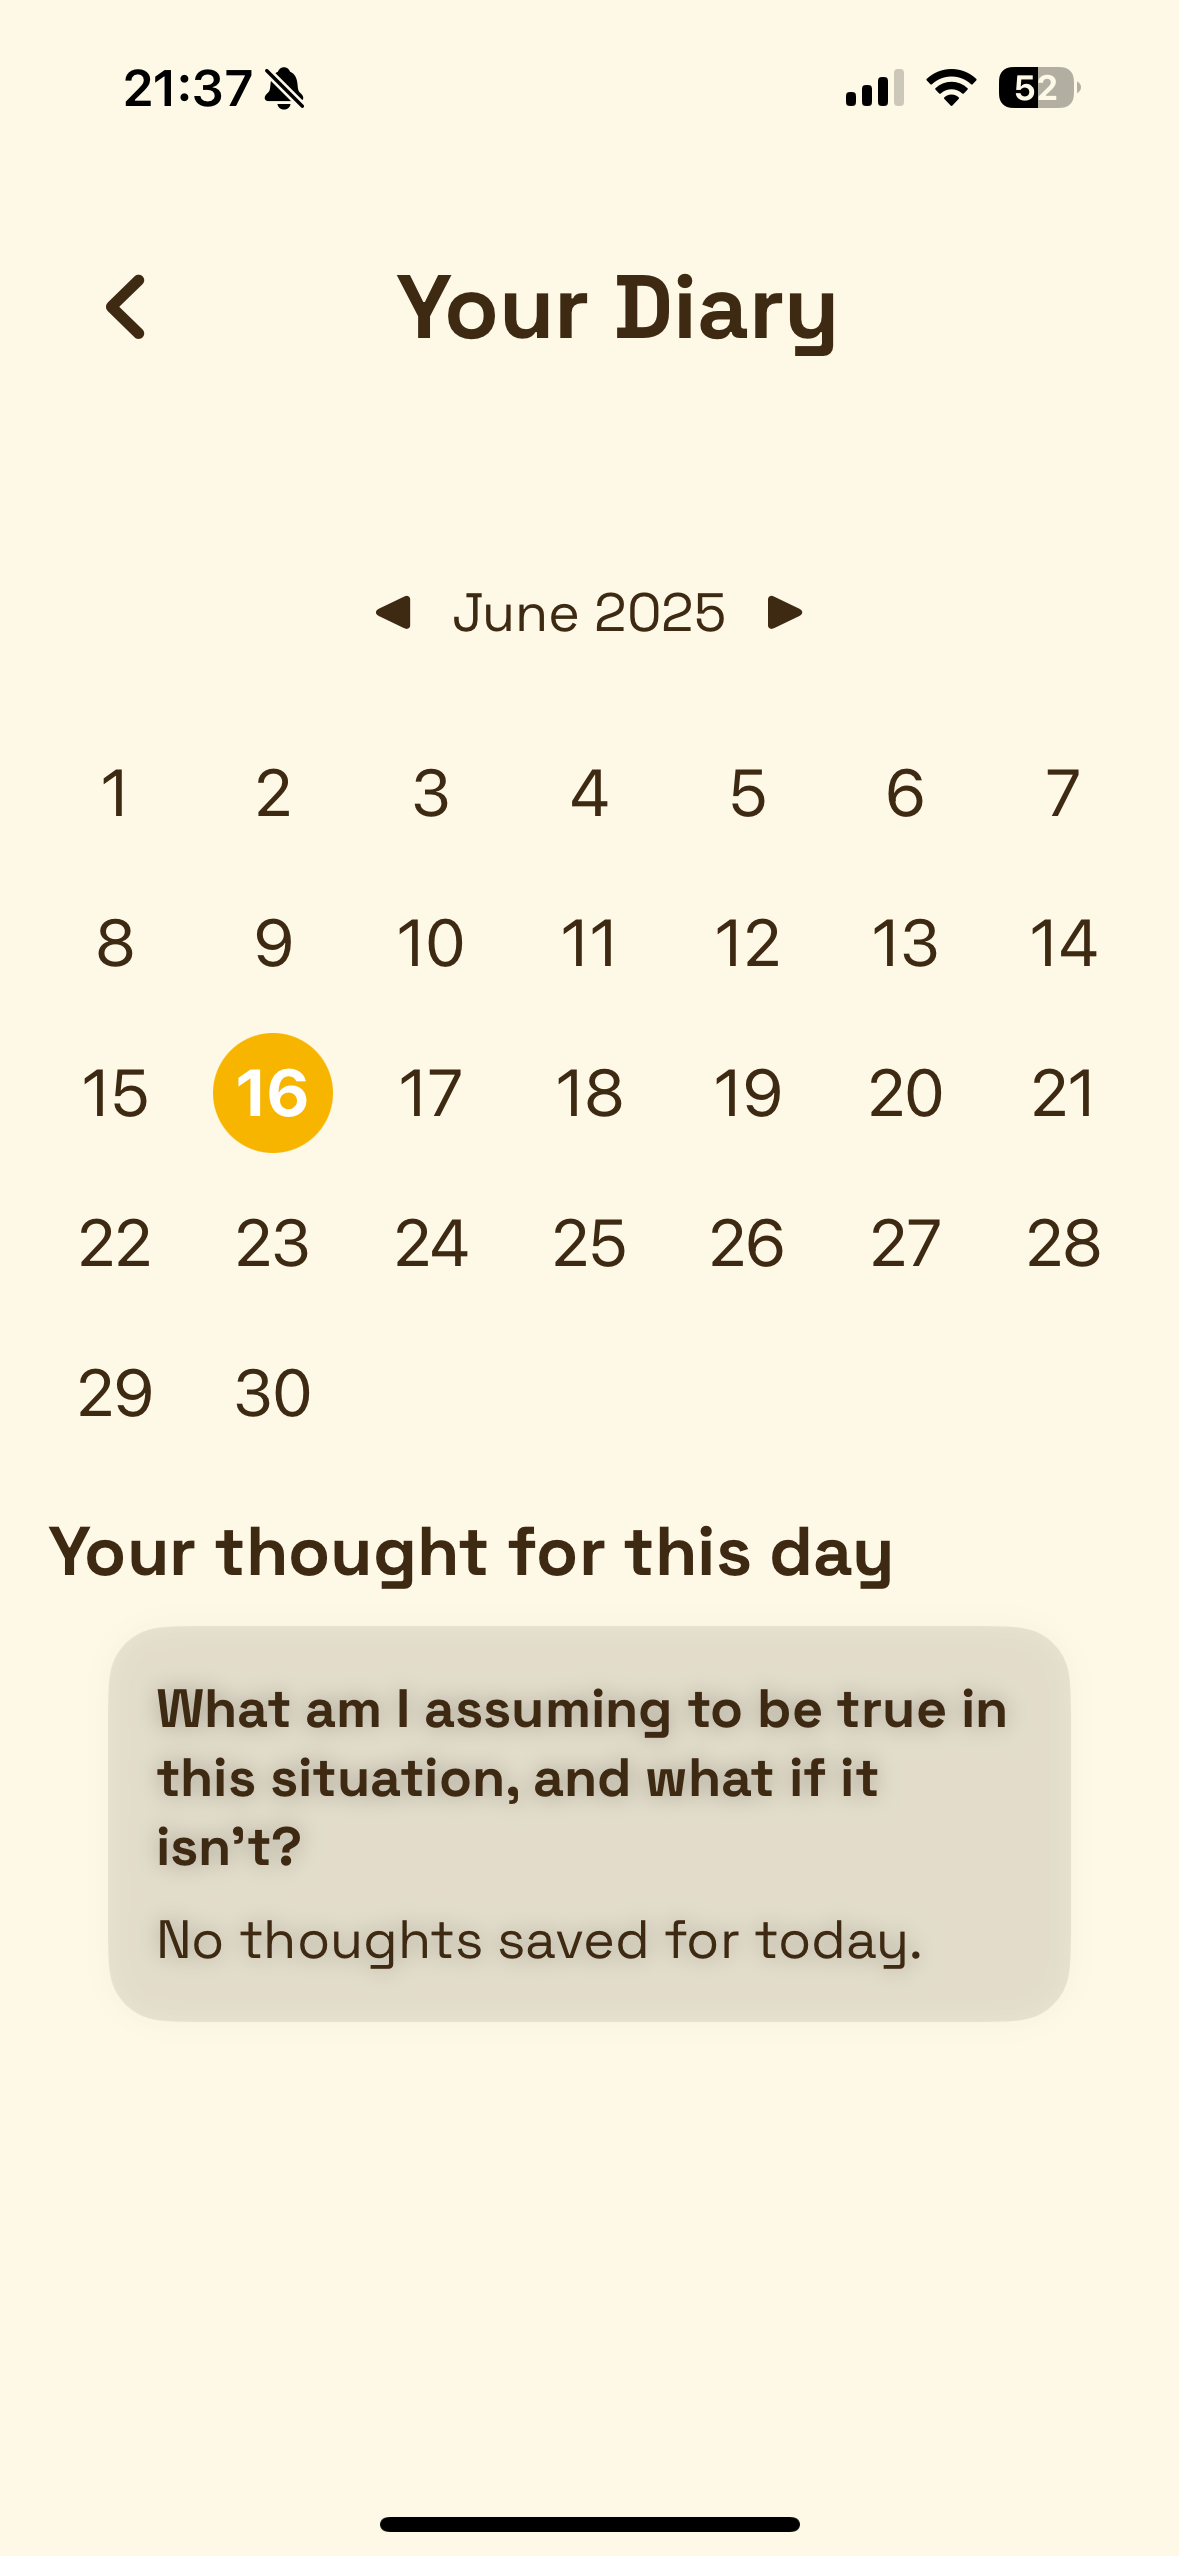 21:37
52
Your Diary
June 2025
1 2 3 4 5 6 7
8 9 10 11 12 13 14
15 16 17 18 19 20 21
22 23 24 25 26 27 28
29 30
Your thought for this day
What am I assuming to be true in
this situation, and what if it
isn’t?
No thoughts saved for today.